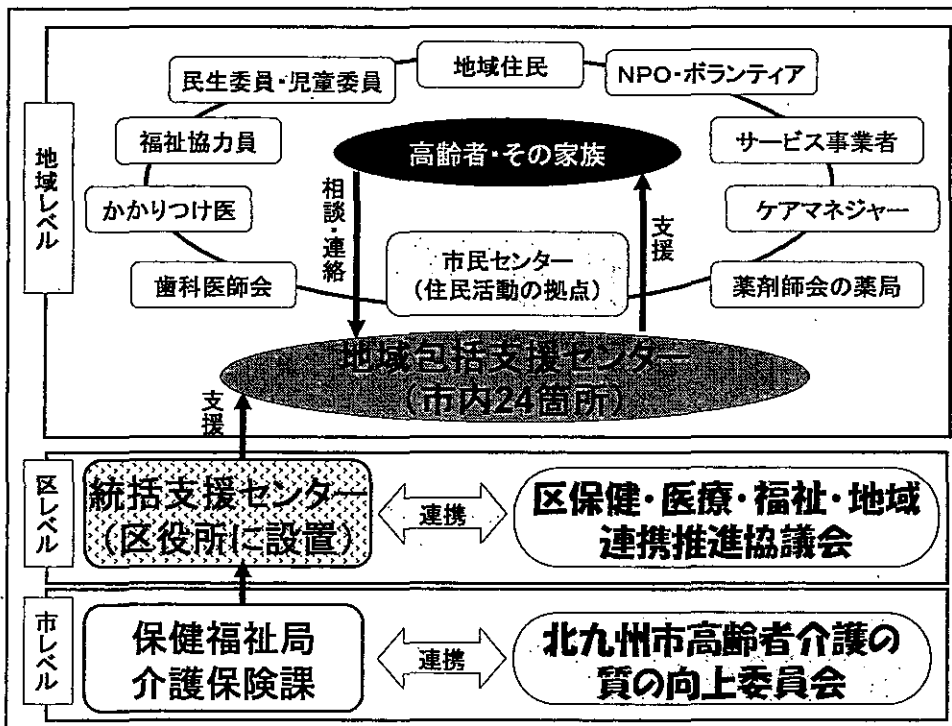 地域レベル
民生委員・児童委員
地域住民
NPO・ボランティア
福祉協力員
高齢者・その家族
サービス事業者
かかりつけ医
相談・連絡
支援
ケアマネジャー
歯科医師会
市民センター
(住民活動の拠点)
薬剤師会の薬局
地域包括支援センター
(市内24箇所)
支援
区レベル
統括支援センター
(区役所に設置)
連携
区保健・医療・福祉・地域
連携推進協議会
市レベル
保健福祉局
介護保険課
連携
北九州市高齢者介護の
質の向上委員会